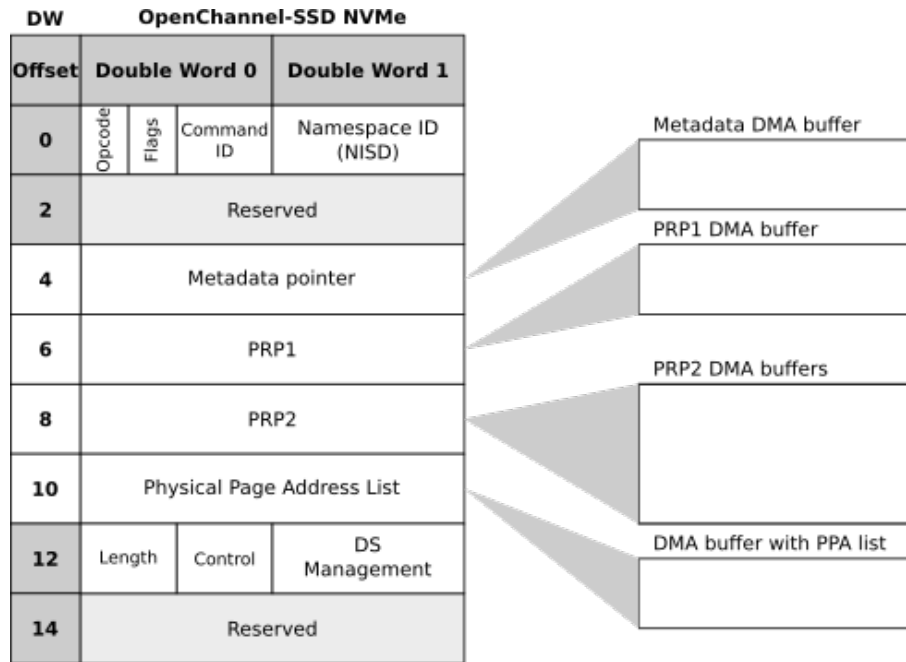 DW OpenChannel-SSD NVMe
Offset Double Word 0 Double Word 1
0 Opcode Flags Command ID Namespace ID (NISD)
2 Reserved
4 Metadata pointer
6 PRP1
8 PRP2
10 Physical Page Address List
12 Length Control DS Management
14 Reserved
Metadata DMA buffer
PRP1 DMA buffer
PRP2 DMA buffers
DMA buffer with PPA list